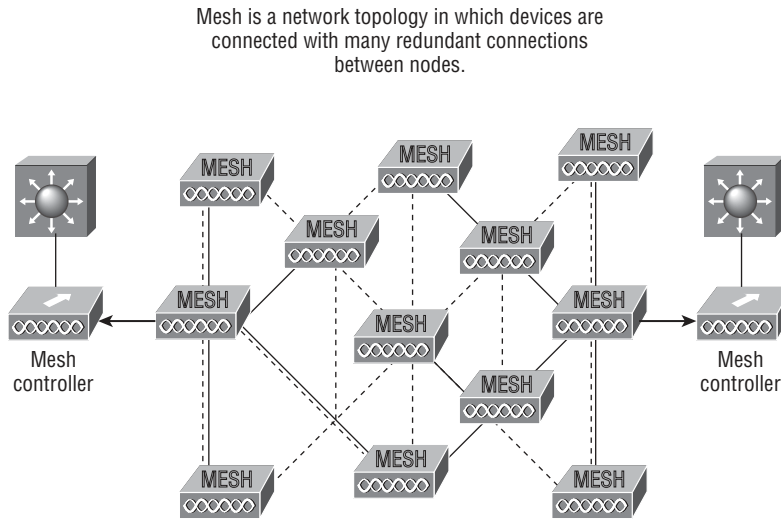 Mesh is a network topology in which devices are
connected with many redundant connections
between nodes.
MESH
MESH
MESH
MESH
MESH
MESH
MESH
MESH
Mesh
controller
Mesh
controller
MESH
MESH
MESH
MESH